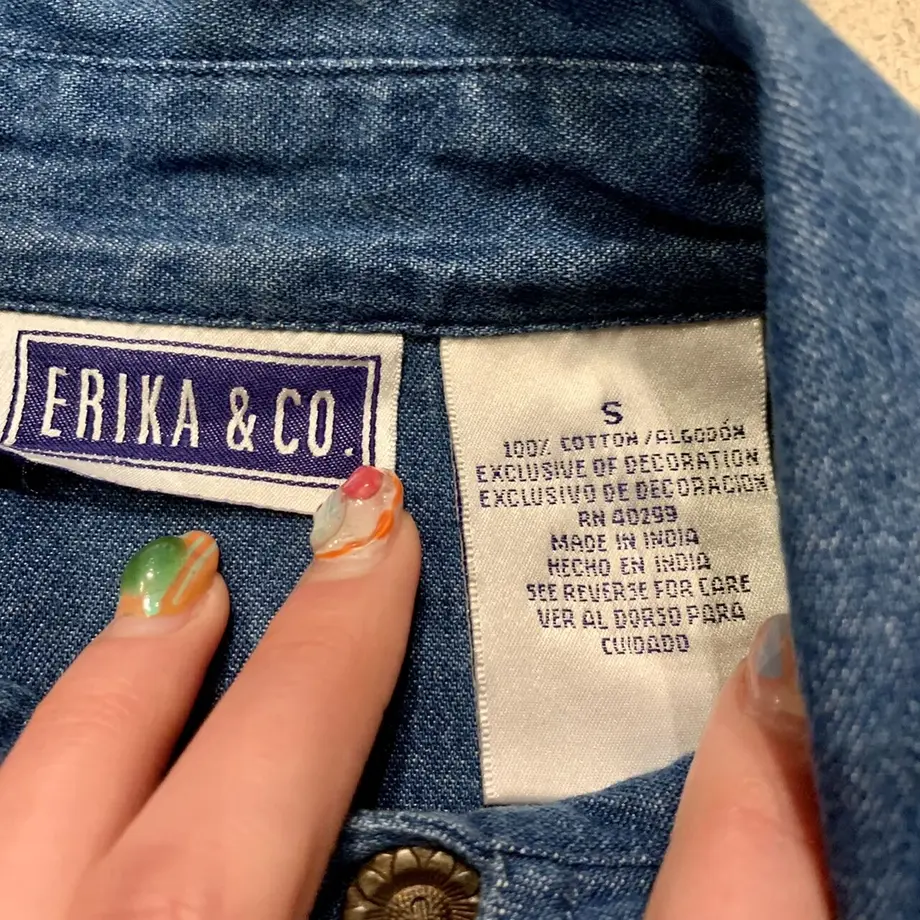 ERIKA & CO.
S
100% COTTON/ALGODÓN
EXCLUSIVE OF DECORATION
EXCLUSIVO DE DECORACION
RN 40299
MADE IN INDIA
HECHO EN INDIA
SEE REVERSE FOR CARE
VER AL DORSO PARA
CUIDADO